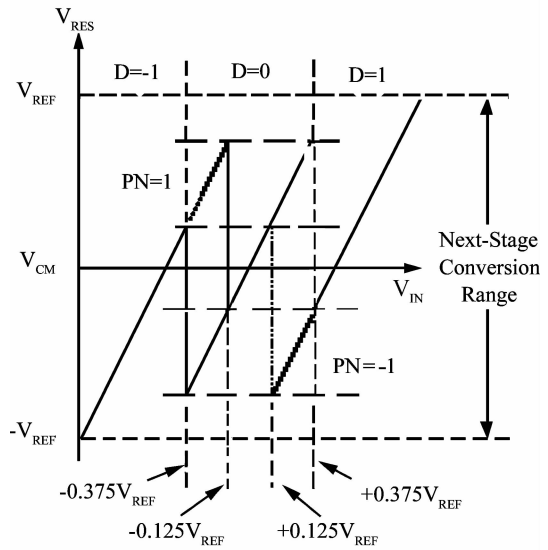 V_RES
D=-1 D=0 D=1
V_REF
PN=1
V_CM
V_IN
Next-Stage
Conversion
Range
PN=-1
-V_REF
-0.375V_REF
+0.375V_REF
-0.125V_REF
+0.125V_REF